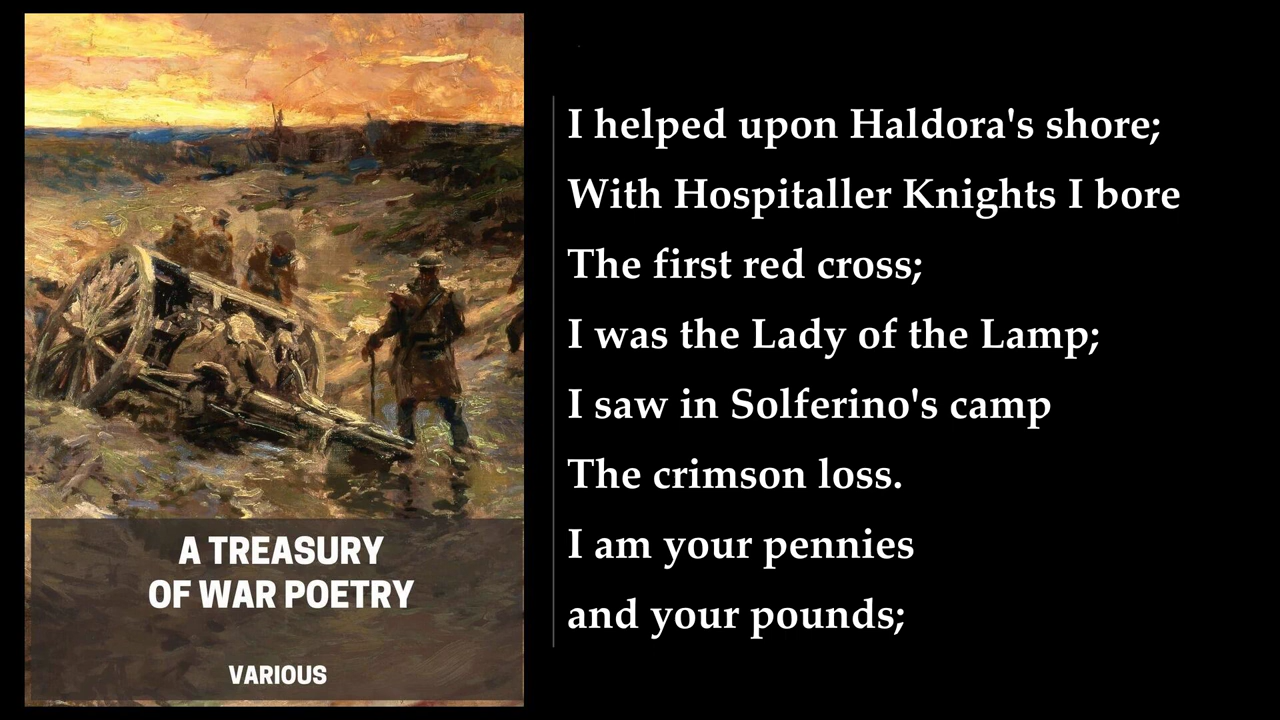 A TREASURY
OF WAR POETRY
VARIOUS
I helped upon Haldora's shore;
With Hospitaller Knights I bore
The first red cross;
I was the Lady of the Lamp;
I saw in Solferino's camp
The crimson loss.
I am your pennies
and your pounds;